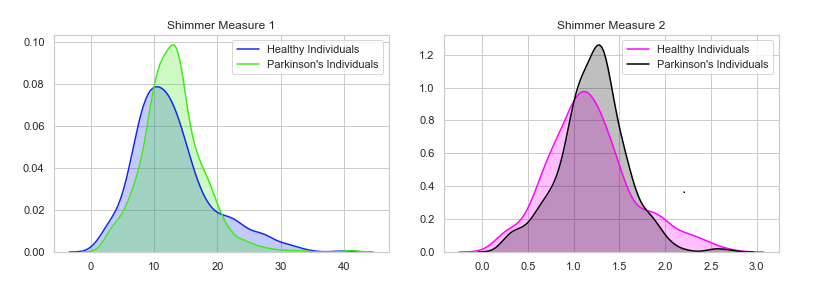 Shimmer Measure 1
Healthy Individuals
Parkinson's Individuals
0.10
0.08
0.06
0.04
0.02
0.00
0 10 20 30 40
Shimmer Measure 2
Healthy Individuals
Parkinson's Individuals
1.2
1.0
0.8
0.6
0.4
0.2
0.0
0.0 0.5 1.0 1.5 2.0 2.5 3.0